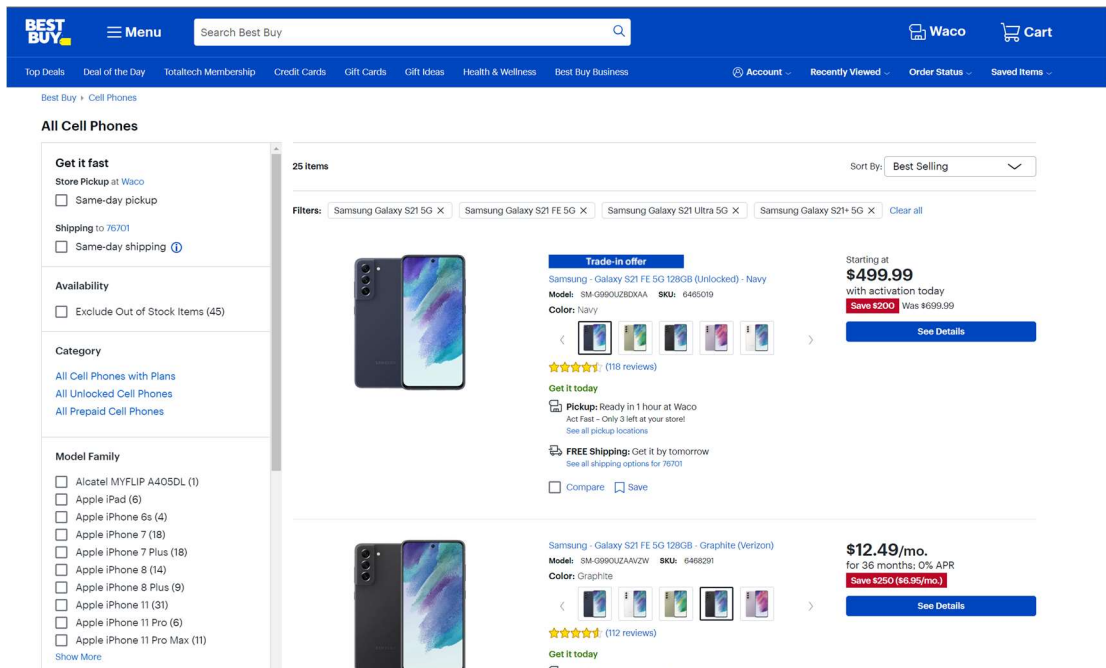 BEST BUY
Menu
Search Best Buy
Waco
Cart
Top Deals Deal of the Day Totaltech Membership Credit Cards Gift Cards Gift Ideas Health & Wellness Best Buy Business Account Recently Viewed Order Status Saved Items
Best Buy Cell Phones
All Cell Phones
Get it fast
Store Pickup at Waco
Same-day pickup
Shipping to 76701
Same-day shipping
Availability
Exclude Out of Stock Items (45)
Category
All Cell Phones with Plans
All Unlocked Cell Phones
All Prepaid Cell Phones
Model Family
Alcatel MYFLIP A405DL (1)
Apple iPad (6)
Apple iPhone 6s (4)
Apple iPhone 7 (18)
Apple iPhone 7 Plus (18)
Apple iPhone 8 (14)
Apple iPhone 8 Plus (9)
Apple iPhone 11 (31)
Apple iPhone 11 Pro (6)
Apple iPhone 11 Pro Max (11)
Show More
25 items
Sort By: Best Selling
Filters: Samsung Galaxy S21 5G Samsung Galaxy S21 FE 5G Samsung Galaxy S21 Ultra 5G Samsung Galaxy S21+ 5G Clear all
Trade-in offer
Samsung - Galaxy S21 FE 5G 128GB (Unlocked) - Navy
Model: SM-G990UZBDXAA SKU: 6465019
Color: Navy
(118 reviews)
Get it today
Pickup: Ready in 1 hour at Waco
Act Fast – Only 3 left at your store!
See all pickup locations
FREE Shipping: Get it by tomorrow
See all shipping options for 76701
Compare Save
Starting at
$499.99
with activation today
Save $200 Was $699.99
See Details
Samsung - Galaxy S21 FE 5G 128GB - Graphite (Verizon)
Model: SM-G990UZAAVZW SKU: 6468291
Color: Graphite
(112 reviews)
Get it today
$12.49/mo.
for 36 months; 0% APR
Save $250 ($6.95/mo.)
See Details